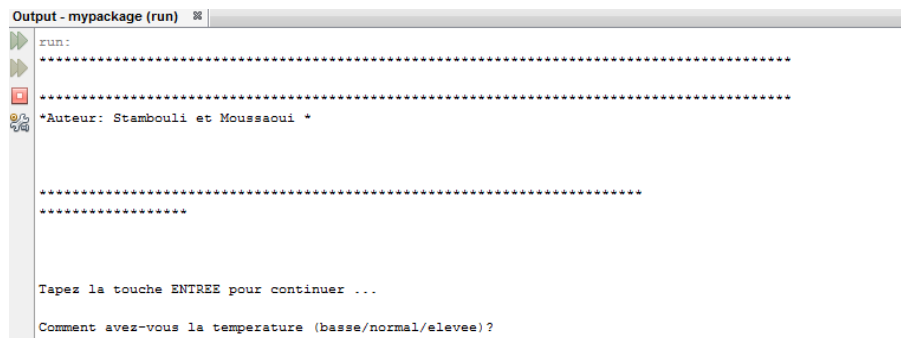 Output - mypackage (run)
run:
********************************************************************************************
********************************************************************************************
*Auteur: Stambouli et Moussaoui *
**************************************************************************
******************
Tapez la touche ENTREE pour continuer ...
Comment avez-vous la temperature (basse/normal/elevee)?